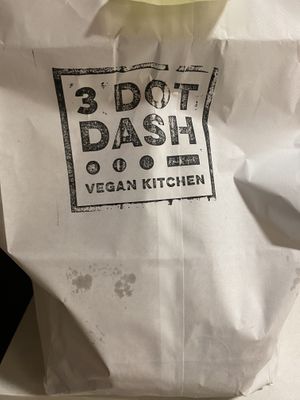 3 DOT
DASH
VEGAN KITCHEN